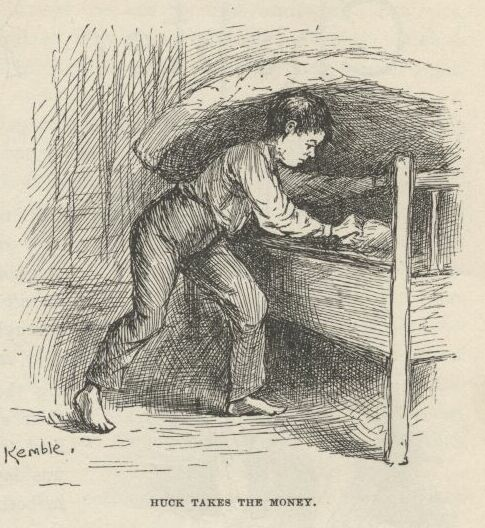 Kemble.
HUCK TAKES THE MONEY.